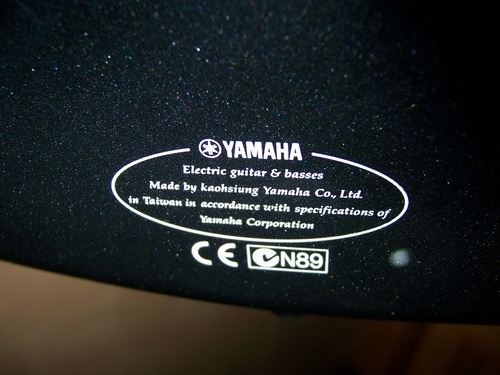 YAMAHA
Electric guitar & basses
Made by kaohsiung Yamaha Co., Ltd.
in Taiwan in accordance with specifications of
Yamaha Corporation
CE N89